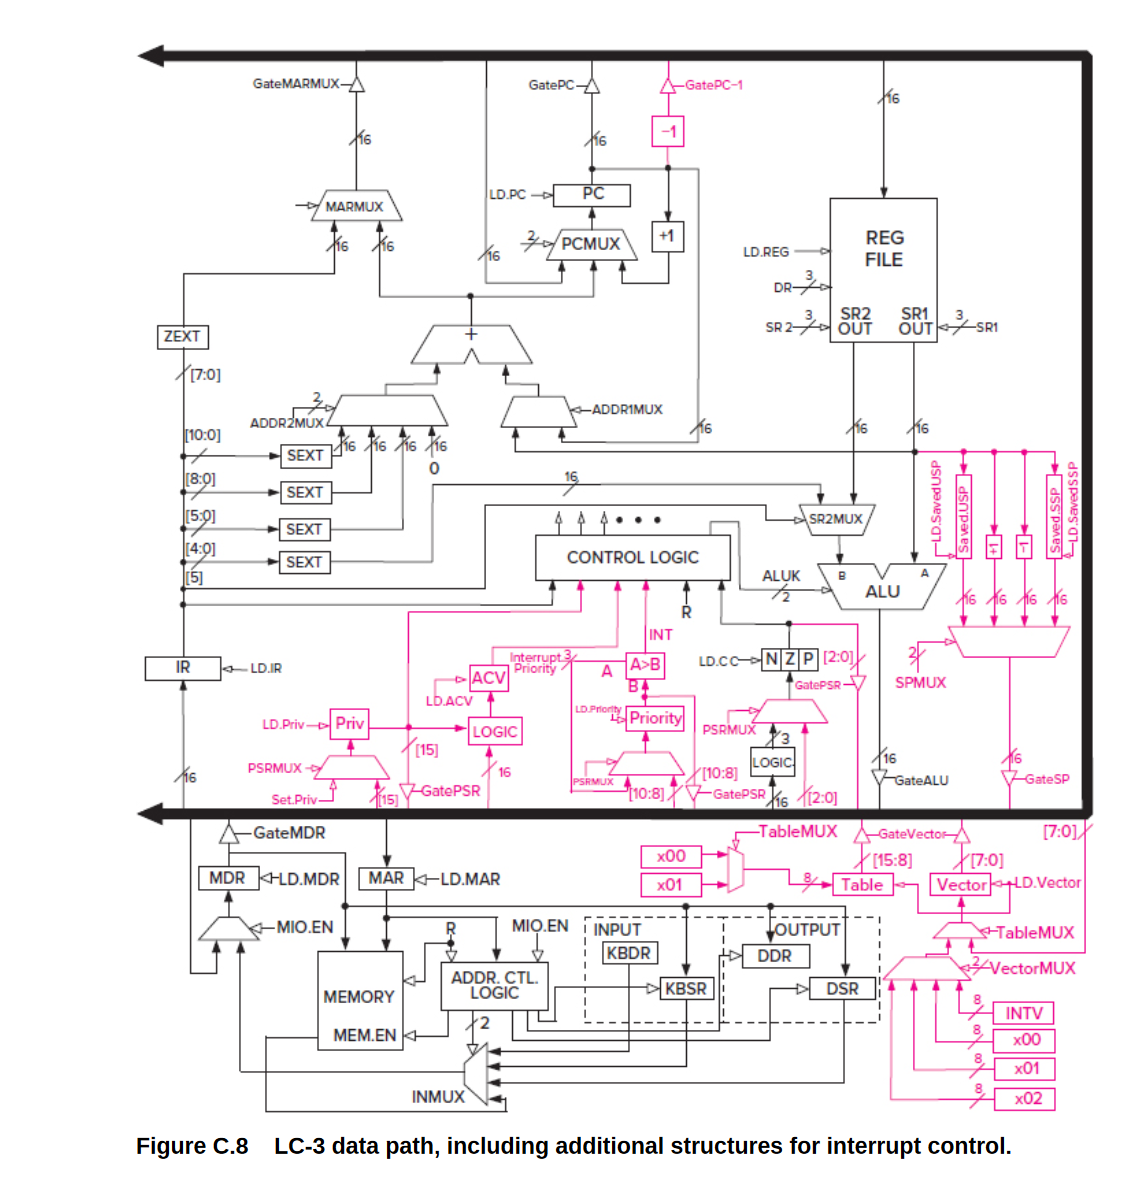 GateMARMUX
GatePC
GatePC-1
16
16
16
−1
LD.PC
PC
MARMUX
2
PCMUX
+1
16
16
16
REG
FILE
LD.REG
DR
3
SR2
3
SR2
OUT
SR1
OUT
3
SR1
ZEXT
+
[7:0]
2
ADDR2MUX
ADDR1MUX
[10:0]
SEXT
16
16
16
16
0
16
16
16
[8:0]
SEXT
16
[5:0]
SEXT
[4:0]
SEXT
[5]
SR2MUX
LD.SavedUSP
Saved.USP
+1
−1
Saved.SSP
LD.SavedSSP
CONTROL LOGIC
ALUK
2
B
A
ALU
R
16
16
16
16
INT
IR
LD.IR
Interrupt
Priority
3
A
A>B
B
LD.CC
N Z P
[2:0]
GatePSR
2
SPMUX
ACV
LD.ACV
LD.Priority
Priority
LD.Priv
Priv
LOGIC
PSRMUX
[15]
16
3
LOGIC
16
16
PSRMUX
16
PSRMUX
[10:8]
GateALU
GateSP
Set.Priv
[15]
GatePSR
[10:8]
GatePSR
16
[2:0]
GateMDR
TableMUX
GateVector
[7:0]
x00
[15:8]
[7:0]
MDR
LD.MDR
MAR
LD.MAR
x01
8
Table
Vector
LD.Vector
MIO.EN
R
MIO.EN
INPUT
OUTPUT
TableMUX
KBDR
DDR
2
VectorMUX
MEMORY
ADDR. CTL.
LOGIC
KBSR
DSR
8
INTV
MEM.EN
2
8
x00
8
x01
INMUX
8
x02
Figure C.8 LC-3 data path, including additional structures for interrupt control.